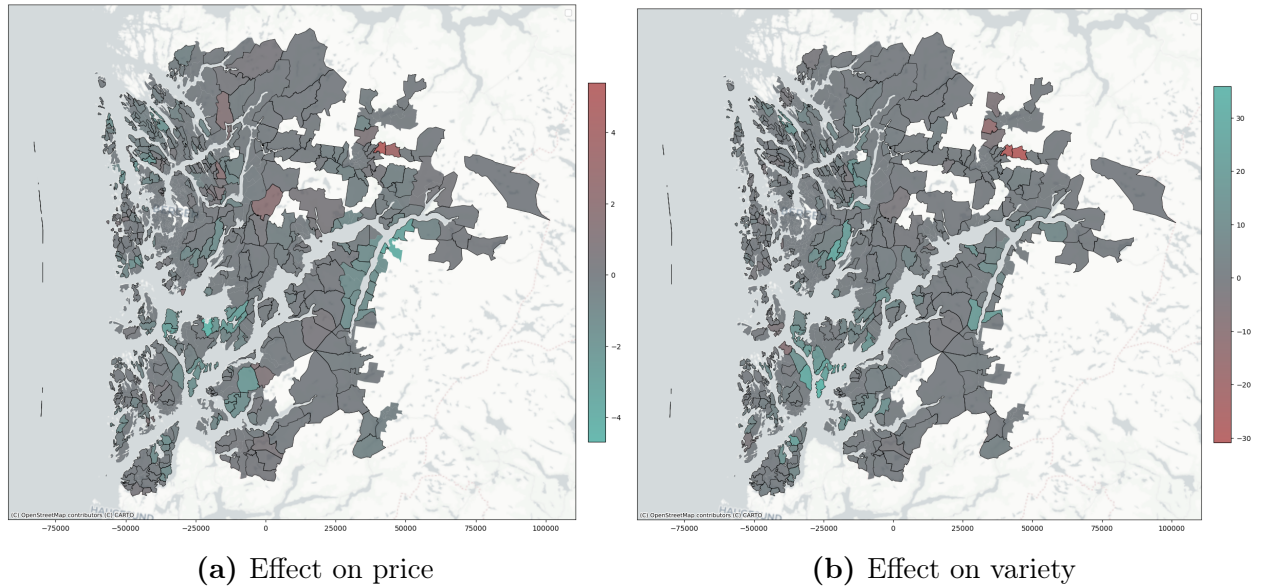 4
2
0
−2
−4
30
20
10
0
−10
−20
−30
HAUGE
(C) OpenStreetMap contributors (C) CARTO
(C) OpenStreetMap contributors (C) CARTO
−75000 −50000 −25000 0 25000 50000 75000 100000
−75000 −50000 −25000 0 25000 50000 75000 100000
(a) Effect on price
(b) Effect on variety